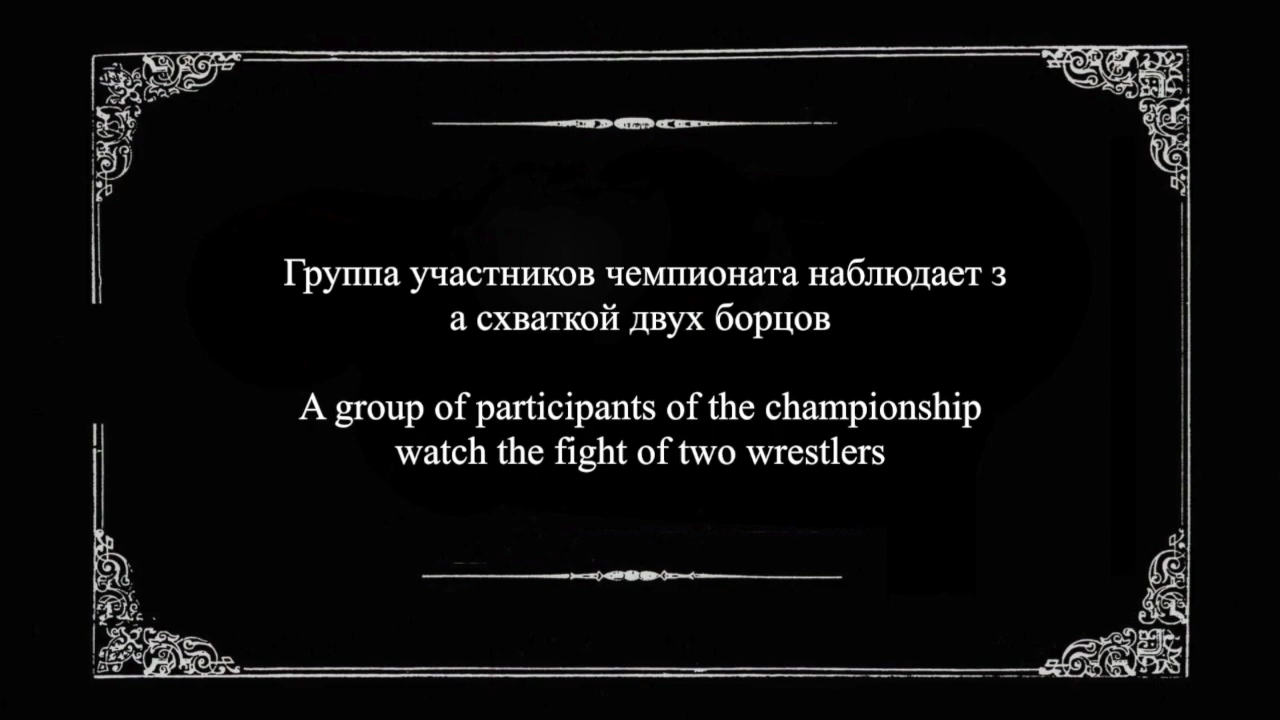 Группа участников чемпионата наблюдает з
а схваткой двух борцов
A group of participants of the championship
watch the fight of two wrestlers